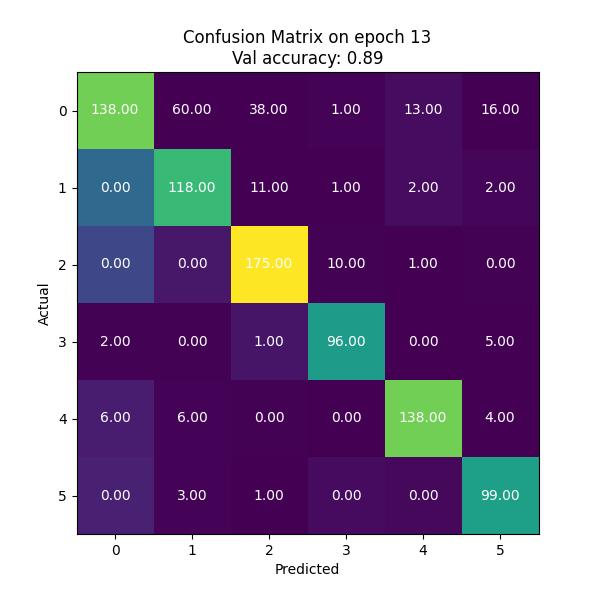 Confusion Matrix on epoch 13
Val accuracy: 0.89
0 138.00 60.00 38.00 1.00 13.00 16.00
1 0.00 118.00 11.00 1.00 2.00 2.00
2 0.00 0.00 175.00 10.00 1.00 0.00
Actual
3 2.00 0.00 1.00 96.00 0.00 5.00
4 6.00 6.00 0.00 0.00 138.00 4.00
5 0.00 3.00 1.00 0.00 0.00 99.00
0 1 2 3 4 5
Predicted